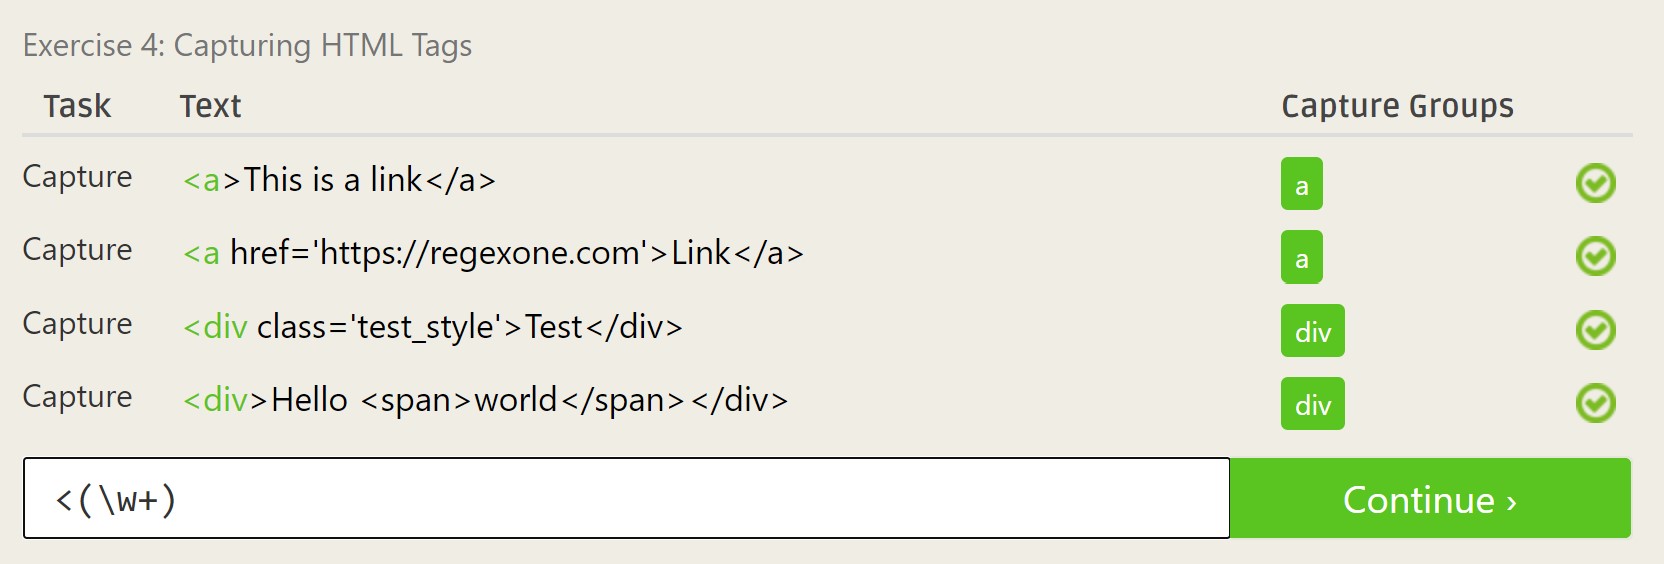 Exercise 4: Capturing HTML Tags
Task Text Capture Groups
Capture <a>This is a link</a> a
Capture <a href='https://regexone.com'>Link</a> a
Capture <div class='test_style'>Test</div> div
Capture <div>Hello <span>world</span></div> div
<(\w+) Continue ›